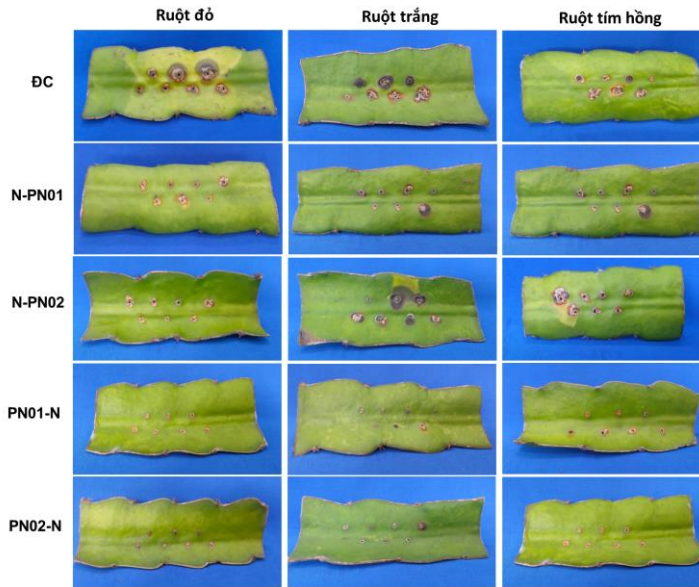 Ruột đỏ
Ruột trắng
Ruột tím hồng
ĐC
N-PN01
N-PN02
PN01-N
PN02-N